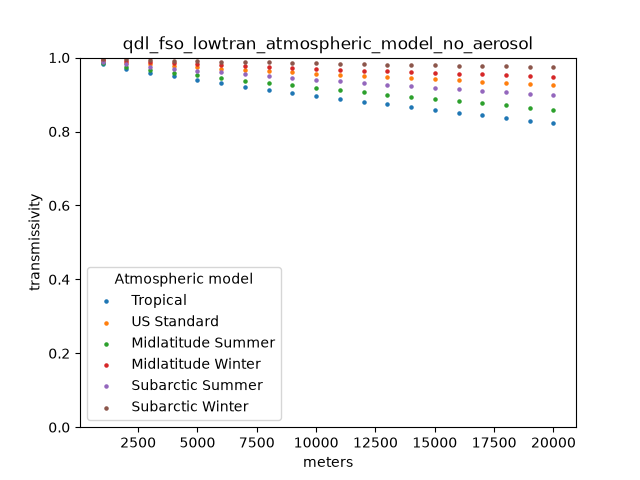 qdl_fso_lowtran_atmospheric_model_no_aerosol
1.0
0.8
0.6
0.4
0.2
0.0
transmissivity
Atmospheric model
Tropical
US Standard
Midlatitude Summer
Midlatitude Winter
Subarctic Summer
Subarctic Winter
2500 5000 7500 10000 12500 15000 17500 20000
meters